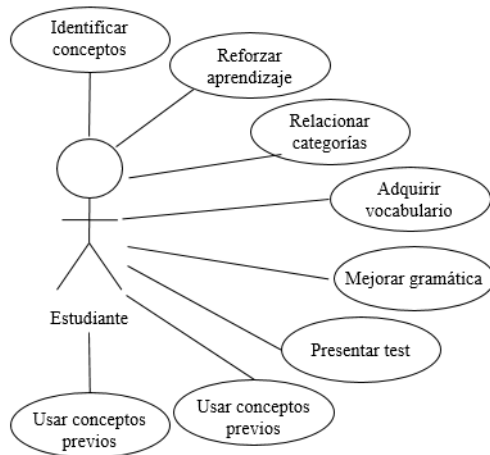 Identificar
conceptos
Reforzar
aprendizaje
Relacionar
categorías
Adquirir
vocabulario
Mejorar gramática
Estudiante
Presentar test
Usar conceptos
previos
Usar conceptos
previos